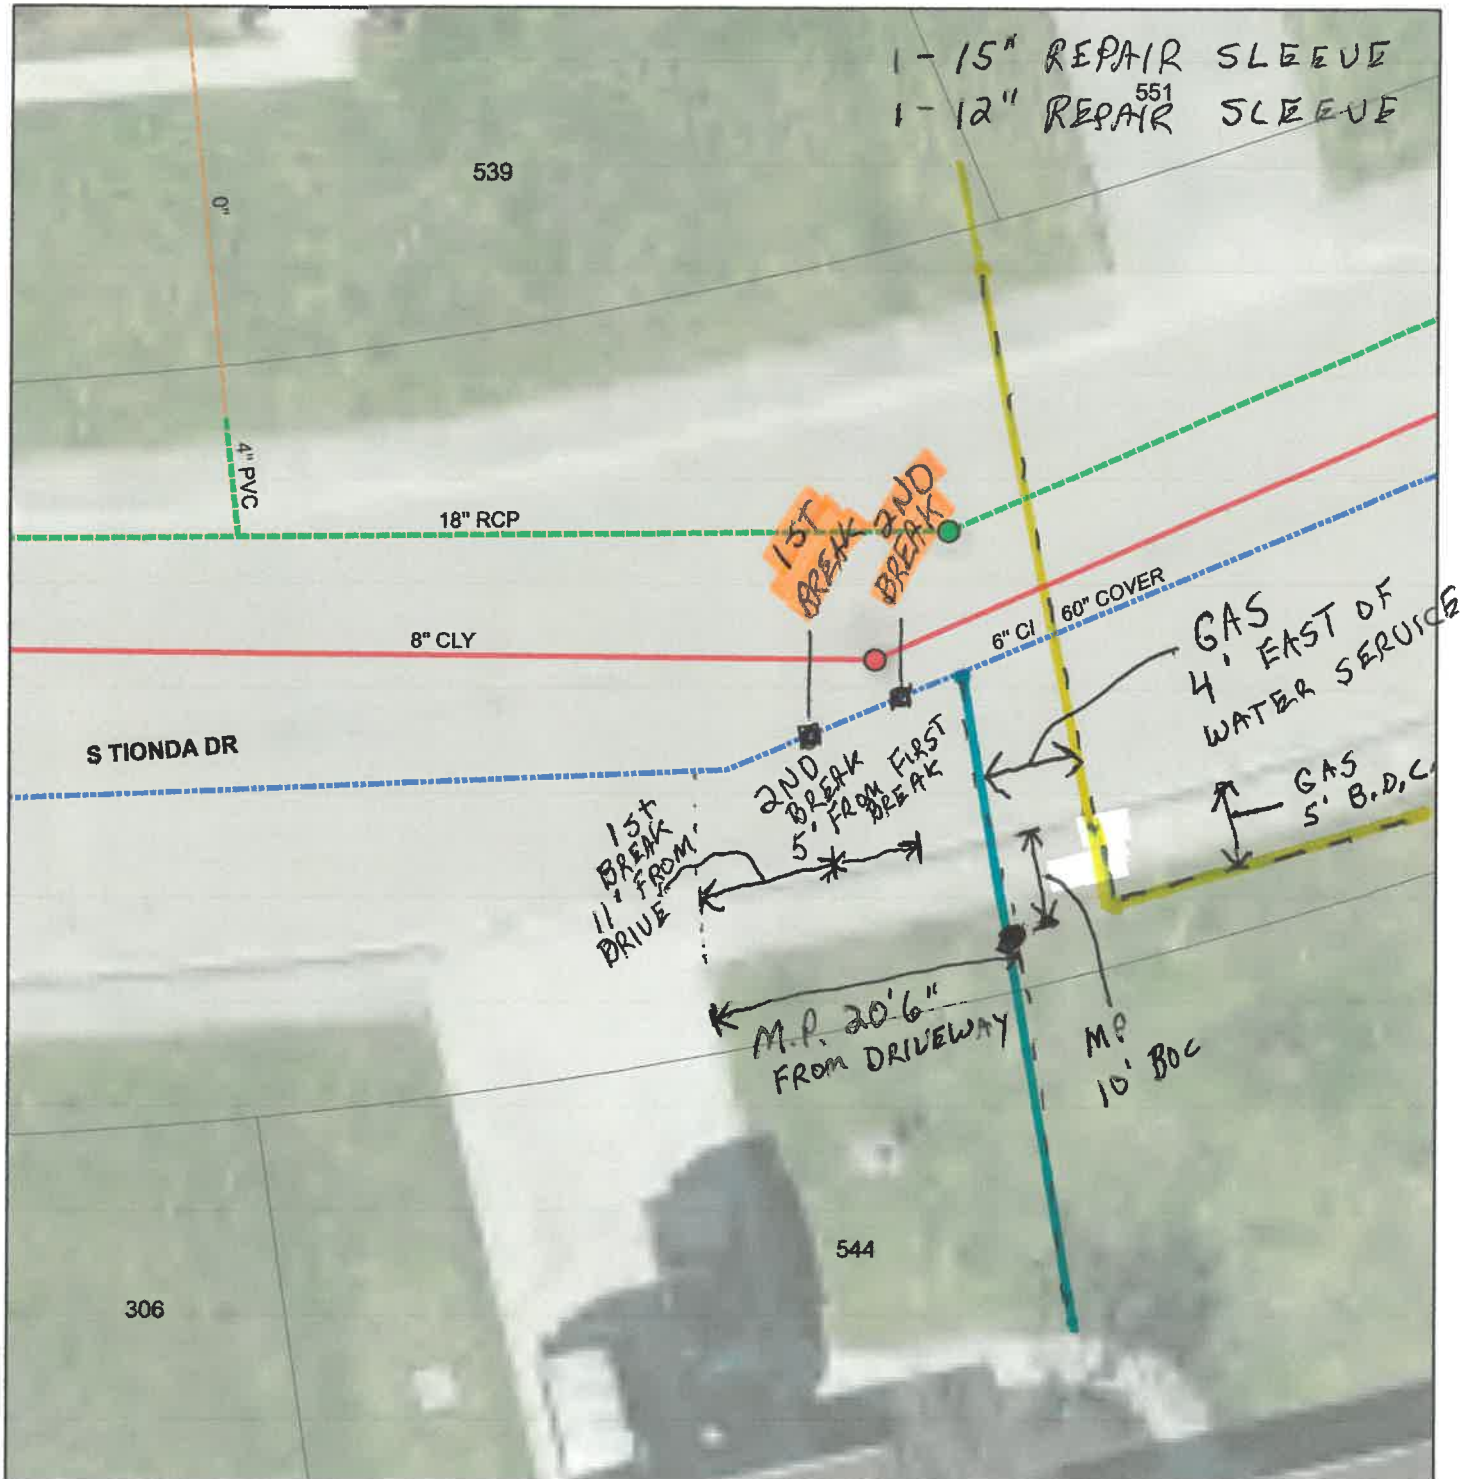 1 - 15" REPAIR SLEEVE
551
1 - 12" REPAIR SLEEVE
539
0"
4" PVC
18" RCP
1ST
BREAK
2ND
BREAK
8" CLY
6" CI
60" COVER
GAS
4' EAST OF
WATER SERVICE
S TIONDA DR
GAS
5' B.O.C.
2ND
BREAK
5' FROM FIRST
BREAK
1st
BREAK
11' FROM
DRIVE
M.P. 20'6"
FROM DRIVEWAY
MP
10' BOC
544
306